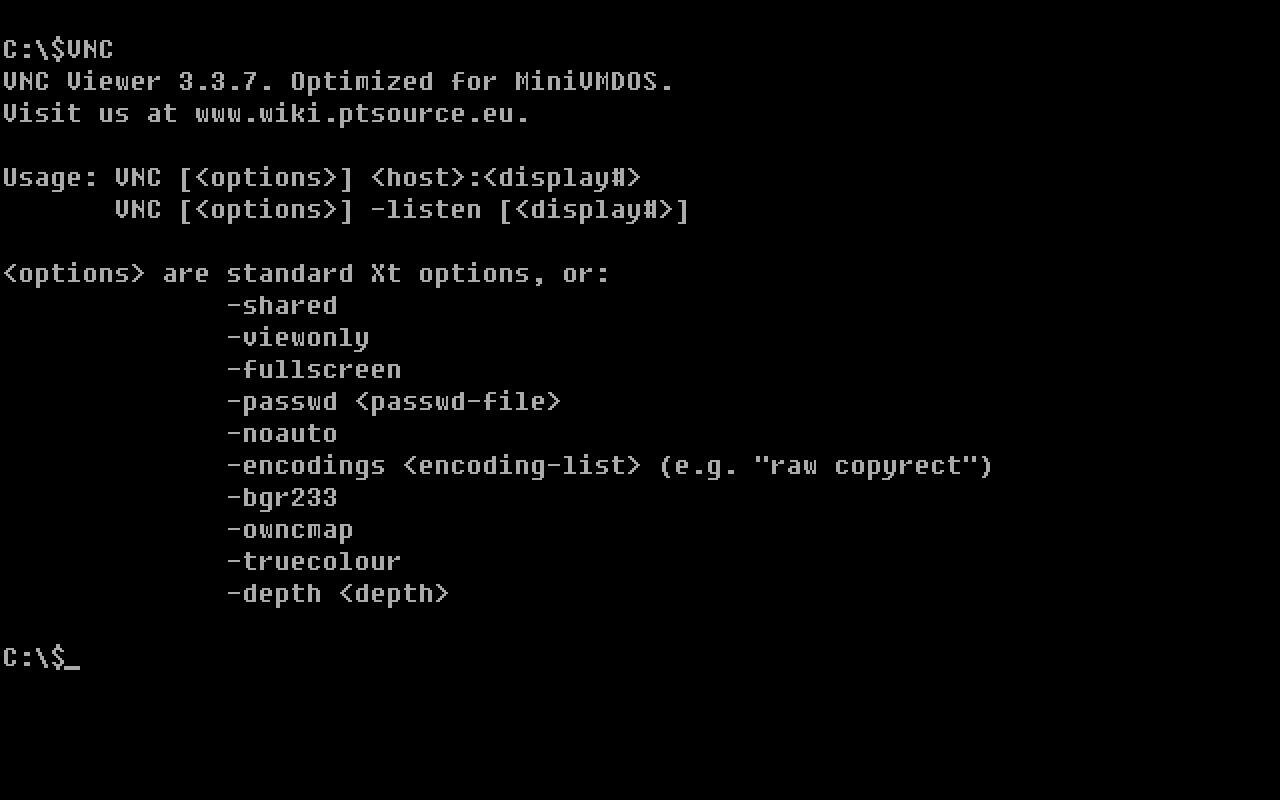 C:\$VNC
VNC Viewer 3.3.7. Optimized for MiniVMDOS.
Visit us at www.wiki.ptsource.eu.
Usage: VNC [<options>] <host>:<display#>
       VNC [<options>] -listen [<display#>]
<options> are standard Xt options, or:
              -shared
              -viewonly
              -fullscreen
              -passwd <passwd-file>
              -noauto
              -encodings <encoding-list> (e.g. "raw copyrect")
              -bgr233
              -owncmap
              -truecolour
              -depth <depth>
C:\$_